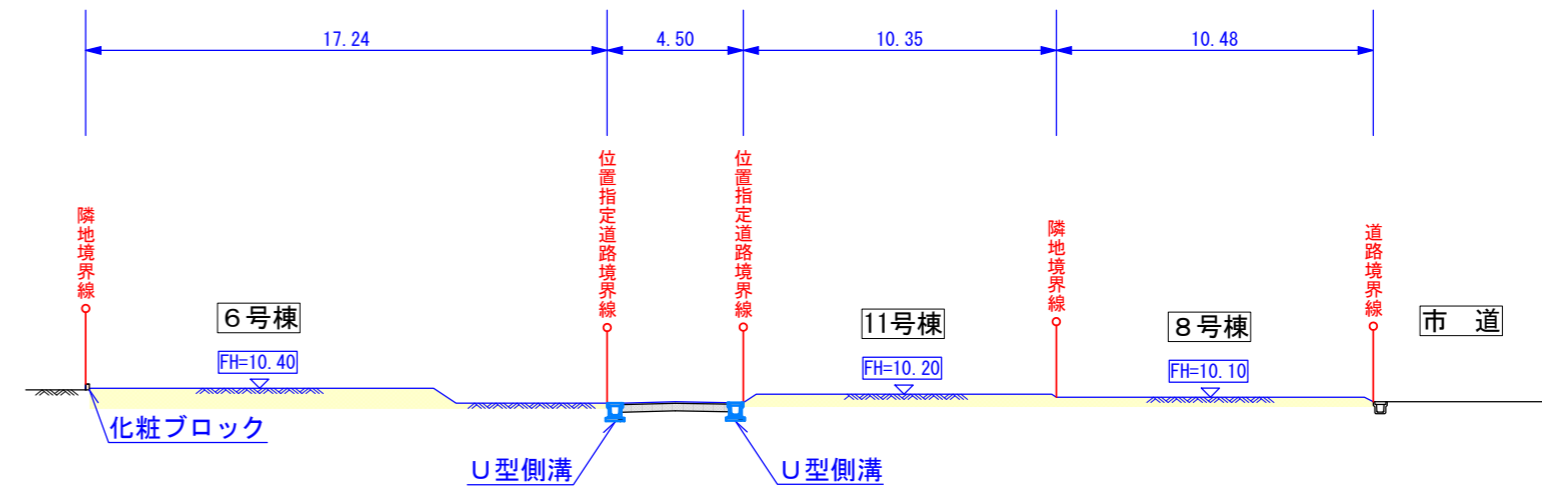 17.24
4.50
10.35
10.48
隣地境界線
位置指定道路境界線
位置指定道路境界線
隣地境界線
道路境界線
6号棟
11号棟
8号棟
市 道
FH=10.40
FH=10.20
FH=10.10
化粧ブロック
U型側溝
U型側溝